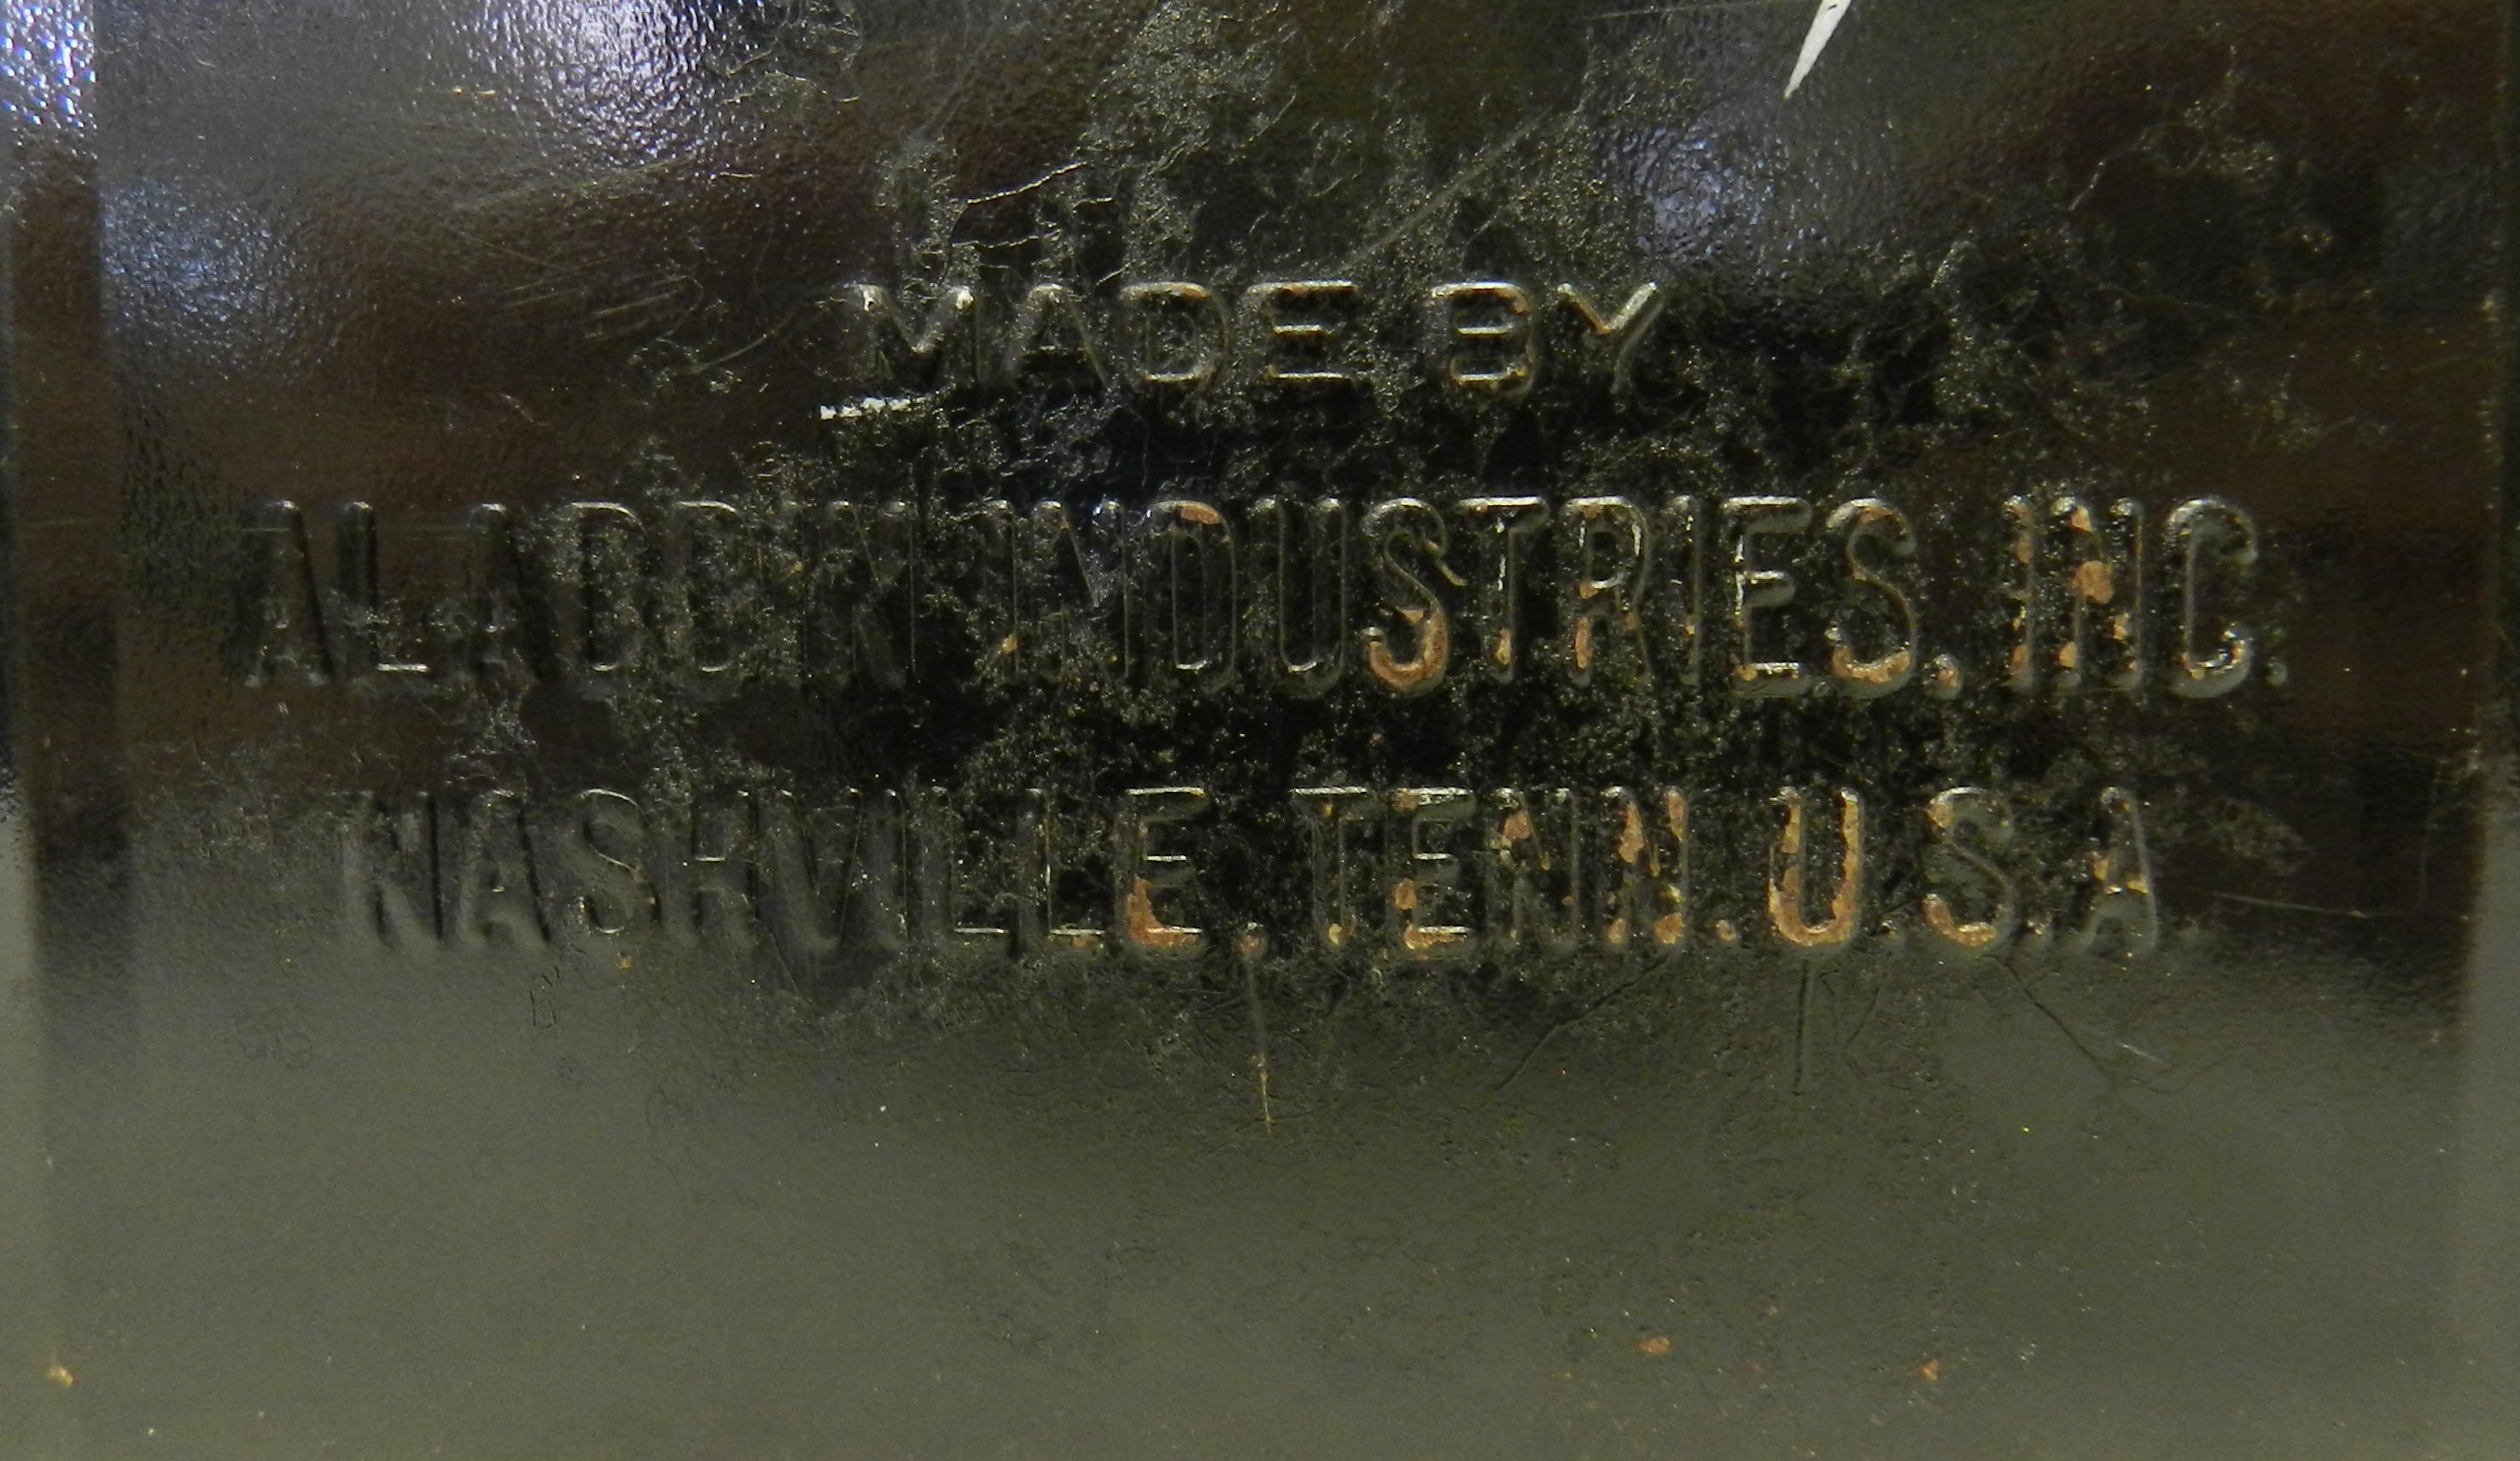 MADE BY
ALADDIN INDUSTRIES, INC.
NASHVILLE, TENN. U.S.A